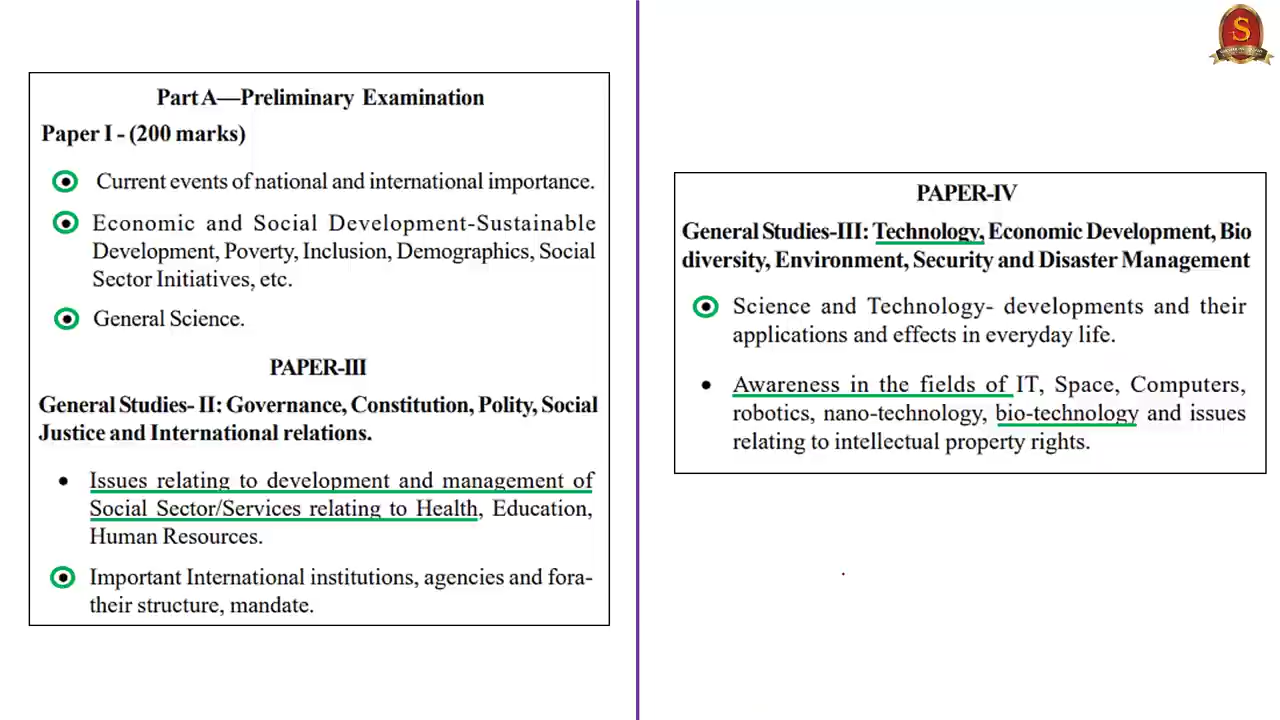 Part A—Preliminary Examination
Paper I - (200 marks)
Current events of national and international importance.
Economic and Social Development-Sustainable
Development, Poverty, Inclusion, Demographics, Social
Sector Initiatives, etc.
General Science.
PAPER-III
General Studies- II: Governance, Constitution, Polity, Social
Justice and International relations.
Issues relating to development and management of
Social Sector/Services relating to Health, Education,
Human Resources.
Important International institutions, agencies and fora-
their structure, mandate.
S
PAPER-IV
General Studies-III: Technology, Economic Development, Bio
diversity, Environment, Security and Disaster Management
Science and Technology- developments and their
applications and effects in everyday life.
Awareness in the fields of IT, Space, Computers,
robotics, nano-technology, bio-technology and issues
relating to intellectual property rights.